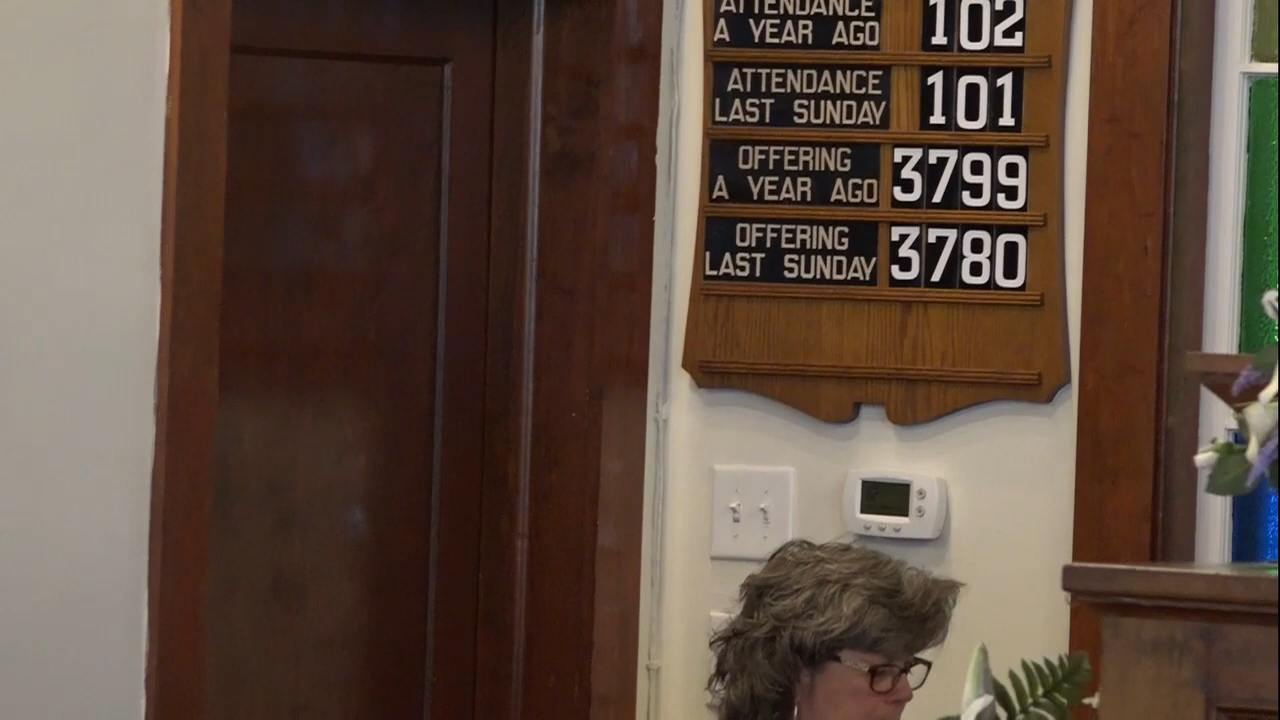 ATTENDANCE
A YEAR AGO 102
ATTENDANCE
LAST SUNDAY 101
OFFERING
A YEAR AGO 3799
OFFERING
LAST SUNDAY 3780